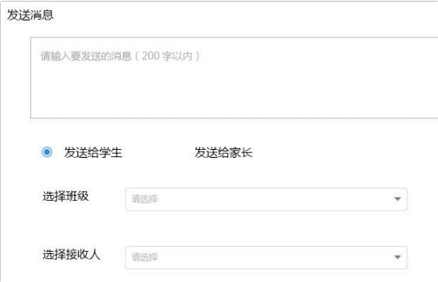 发送消息
请输入要发送的消息（200 字以内）
发送给学生 发送给家长
选择班级 请选择
选择接收人 请选择